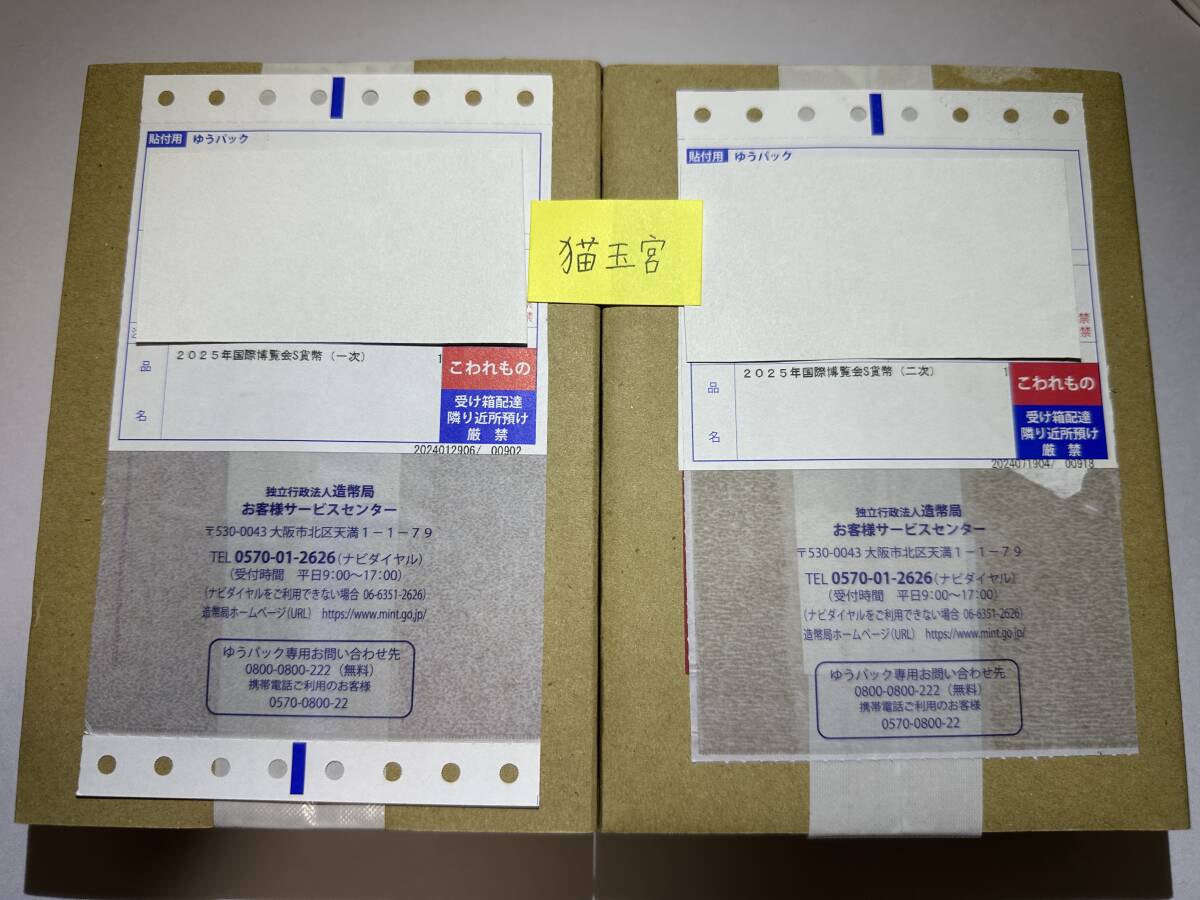 貼付用 ゆうパック
禁
品
名
2025年国際博覧会S貨幣（一次） 1
こわれもの
受け箱配達
隣り近所預け
厳 禁
2024012906/ 00902
独立行政法人造幣局
お客様サービスセンター
〒530-0043 大阪市北区天満1-1-79
TEL 0570-01-2626(ナビダイヤル)
(受付時間 平日9:00〜17:00)
(ナビダイヤルをご利用できない場合 06-6351-2626)
造幣局ホームページ(URL) https://www.mint.go.jp/
ゆうパック専用お問い合わせ先
0800-0800-222（無料）
携帯電話ご利用のお客様
0570-0800-22
猫玉宮
貼付用 ゆうパック
禁
禁
品
名
2025年国際博覧会S貨幣（二次） 1
こわれもの
受け箱配達
隣り近所預け
厳 禁
2024071904/ 00918
独立行政法人造幣局
お客様サービスセンター
〒530-0043 大阪市北区天満1-1-79
TEL 0570-01-2626(ナビダイヤル)
(受付時間 平日9:00〜17:00)
(ナビダイヤルをご利用できない場合 06-6351-2626)
造幣局ホームページ(URL) https://www.mint.go.jp/
ゆうパック専用お問い合わせ先
0800-0800-222（無料）
携帯電話ご利用のお客様
0570-0800-22